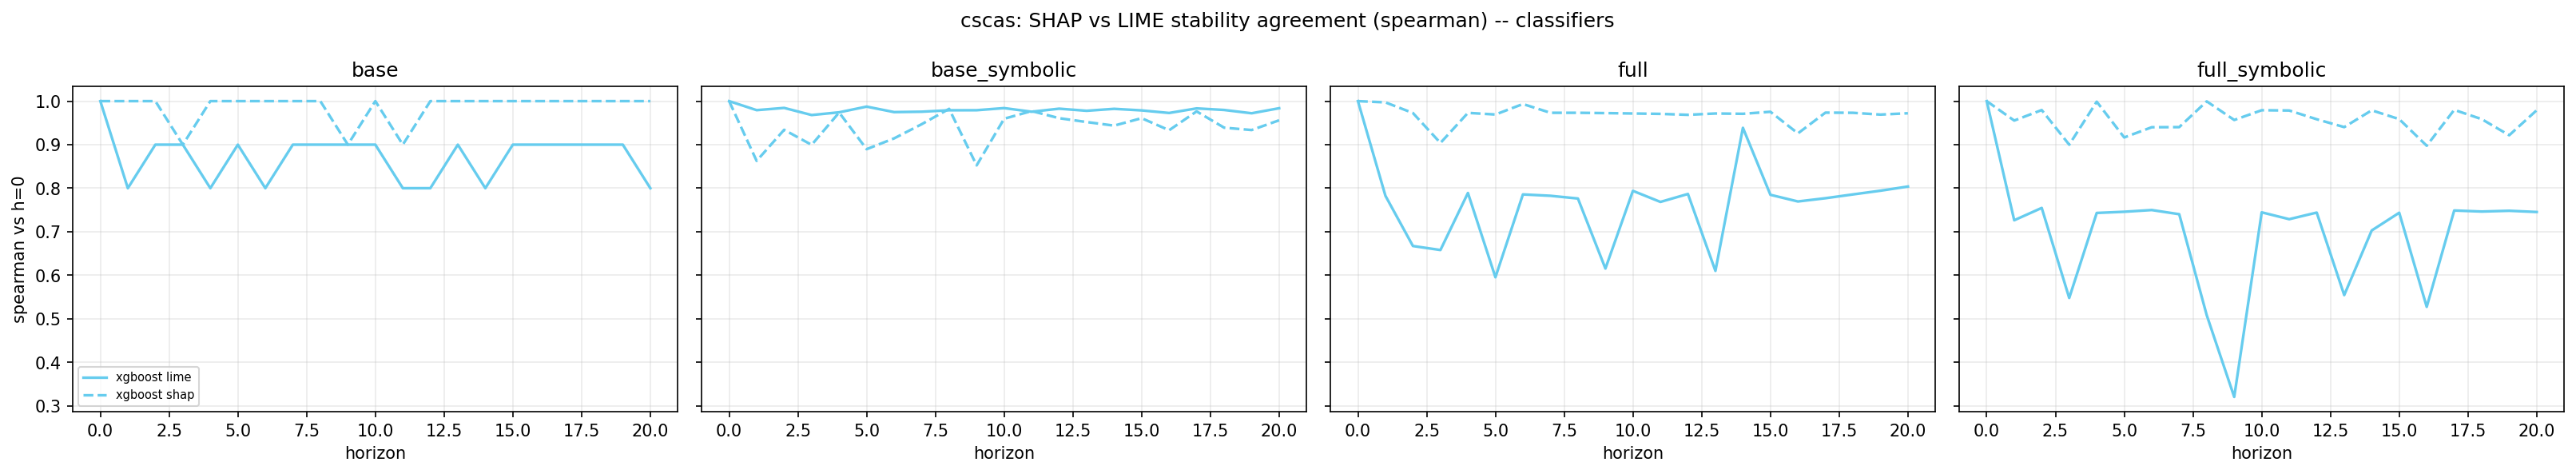 cscas: SHAP vs LIME stability agreement (spearman) -- classifiers
base
base_symbolic
full
full_symbolic
spearman vs h=0
1.0
0.9
0.8
0.7
0.6
0.5
0.4
0.3
xgboost lime
xgboost shap
0.0 2.5 5.0 7.5 10.0 12.5 15.0 17.5 20.0
horizon
0.0 2.5 5.0 7.5 10.0 12.5 15.0 17.5 20.0
horizon
0.0 2.5 5.0 7.5 10.0 12.5 15.0 17.5 20.0
horizon
0.0 2.5 5.0 7.5 10.0 12.5 15.0 17.5 20.0
horizon